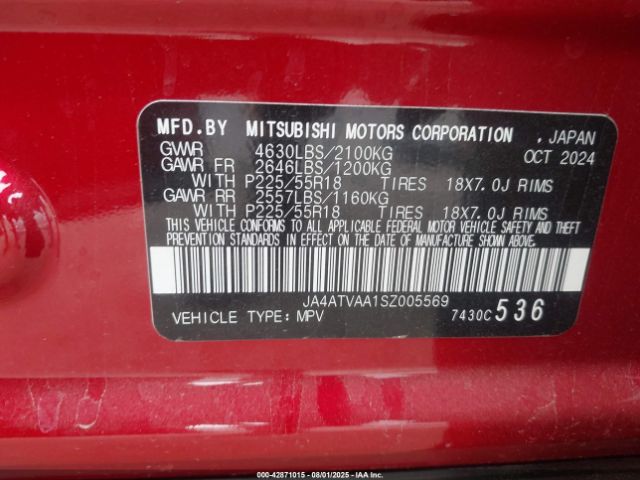 MFD.BY MITSUBISHI MOTORS CORPORATION , JAPAN
GVWR 4630LBS/2100KG OCT 2024
GAWR FR 2646LBS/1200KG
WITH P225/55R18 TIRES 18X7.0J RIMS
GAWR RR 2557LBS/1160KG
WITH P225/55R18 TIRES 18X7.0J RIMS
THIS VEHICLE CONFORMS TO ALL APPLICABLE FEDERAL MOTOR VEHICLE SAFETY AND THEFT
PREVENTION STANDARDS IN EFFECT ON THE DATE OF MANUFACTURE SHOWN ABOVE.
JA4ATVAA1SZ005569
VEHICLE TYPE: MPV 7430C 536
000-42871015 - 08/01/2025 - IAAI.COM